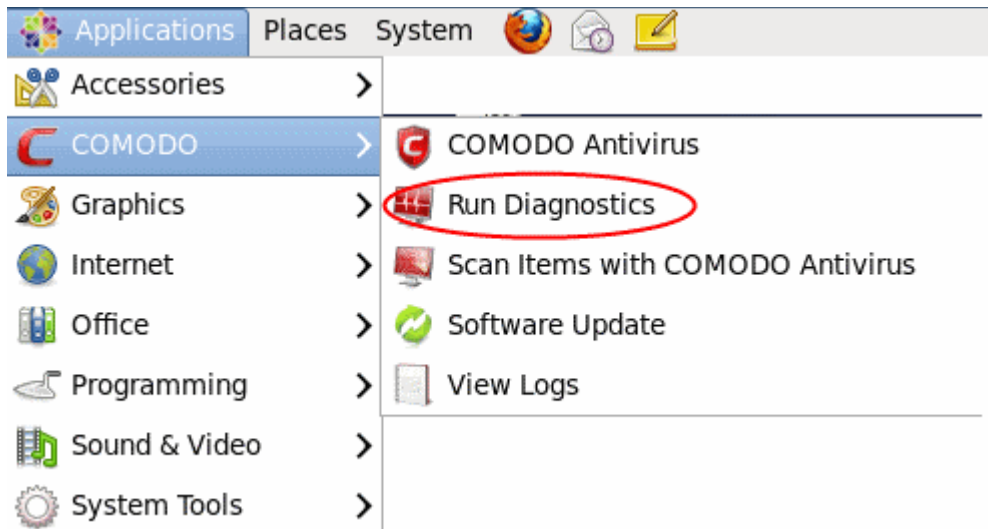 Applications Places System
Accessories
COMODO
Graphics
Internet
Office
Programming
Sound & Video
System Tools
COMODO Antivirus
Run Diagnostics
Scan Items with COMODO Antivirus
Software Update
View Logs